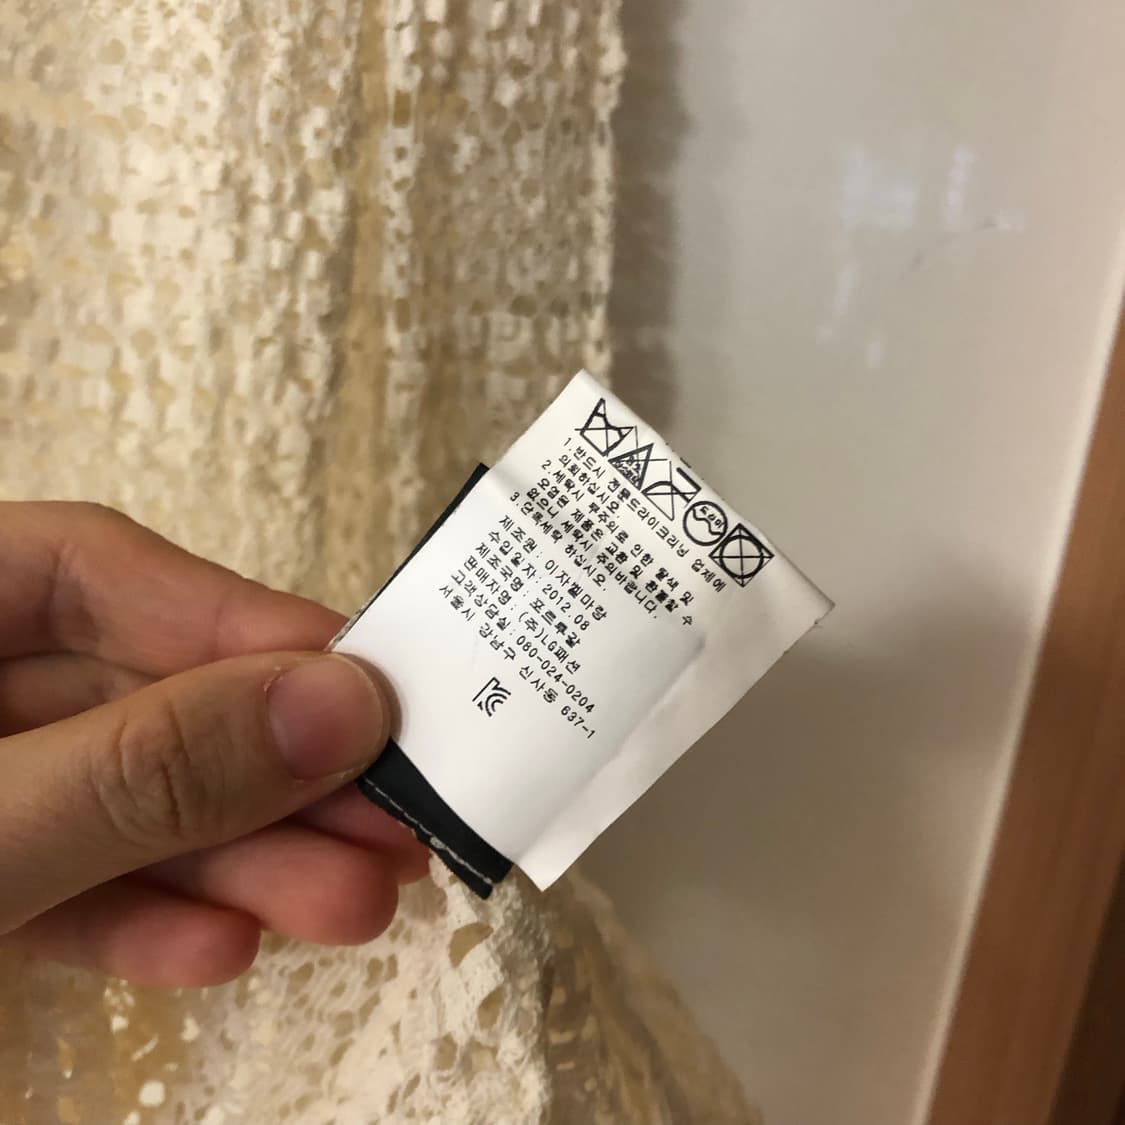 1.반드시 전문드라이크리닝 업체에
의뢰하십시오.
2.세탁시 부주의로 인한 탈색 및
오염된 제품은 교환 및 환불할 수
없으니 세탁시 주의바랍니다.
3.단독세탁 하십시오.
제조원:이자벨마랑
수입일자:2012.08
제조국명:포르투갈
판매자명:(주)LG패션
고객상담실:080-024-0204
서울시 강남구 신사동 637-1